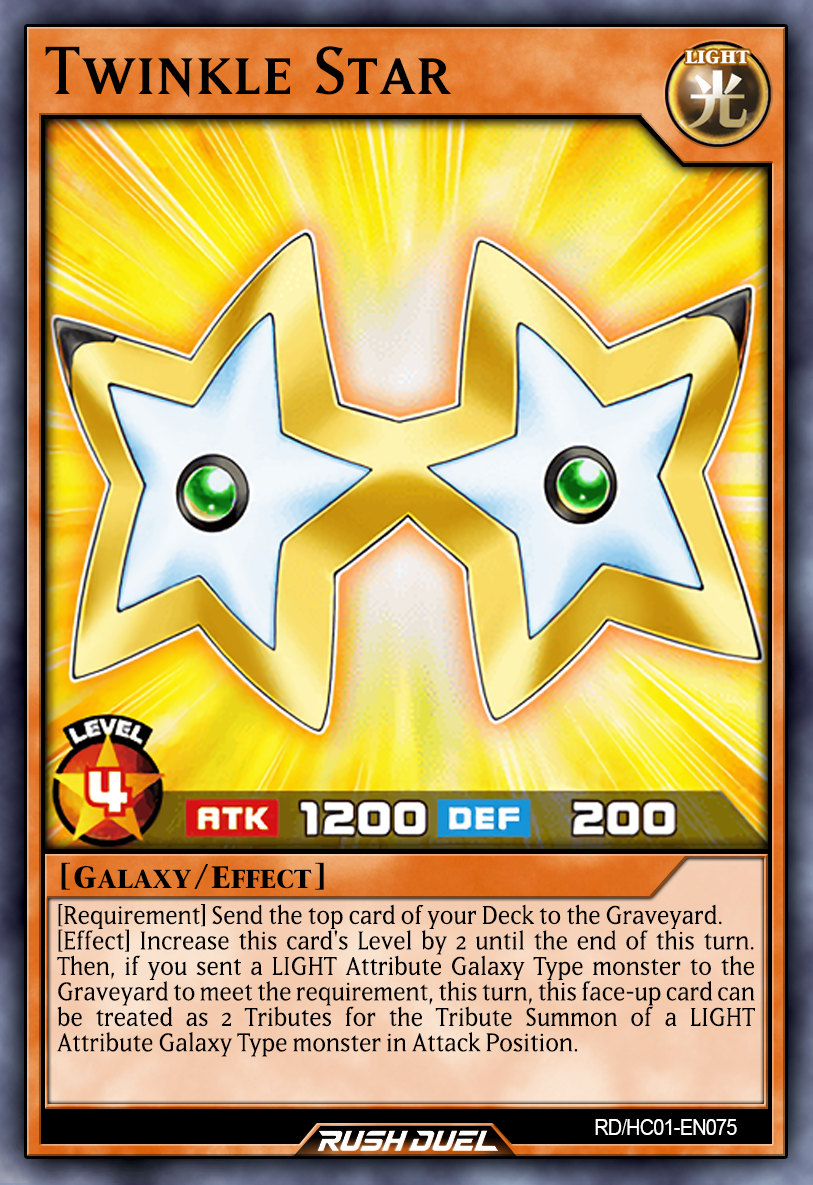 Twinkle Star
LIGHT
光
LEVEL
4
ATK 1200 DEF 200
[Galaxy/Effect]
[Requirement] Send the top card of your Deck to the Graveyard.
[Effect] Increase this card's Level by 2 until the end of this turn.
Then, if you sent a LIGHT Attribute Galaxy Type monster to the
Graveyard to meet the requirement, this turn, this face-up card can
be treated as 2 Tributes for the Tribute Summon of a LIGHT
Attribute Galaxy Type monster in Attack Position.
RD/HC01-EN075
RUSH DUEL